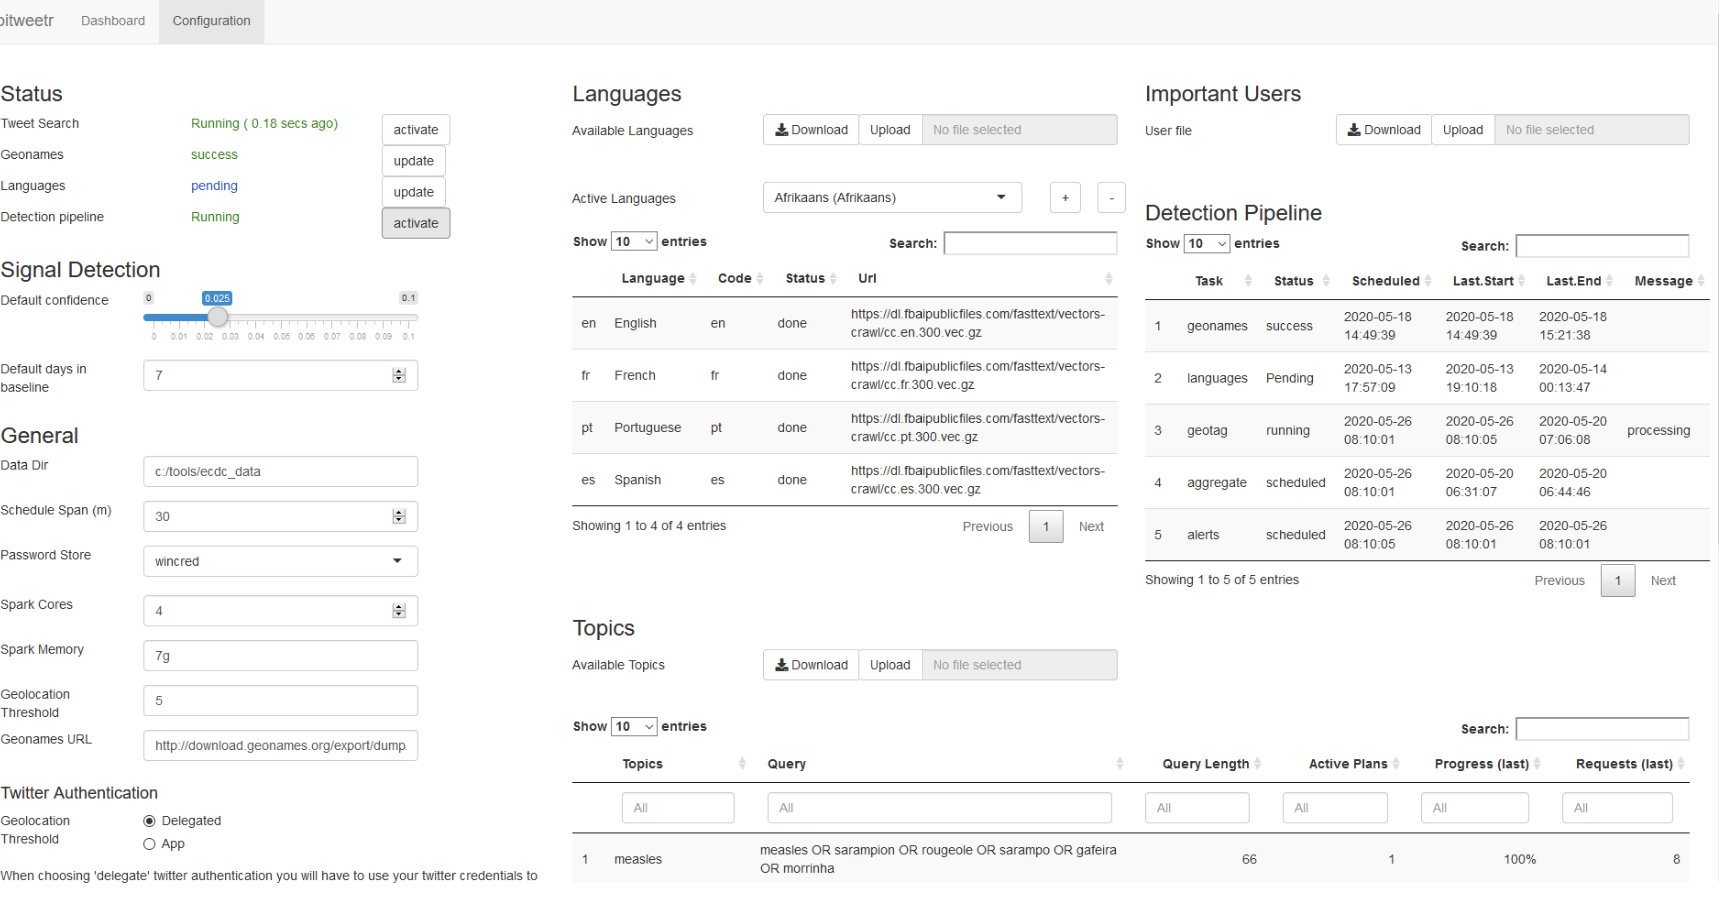 bitweetr Dashboard Configuration
Status
Tweet Search Running ( 0.18 secs ago) activate
Geonames success update
Languages pending update
Detection pipeline Running activate
Signal Detection
Default confidence 0 0.025 0.1
0 0.01 0.02 0.03 0.04 0.05 0.06 0.07 0.08 0.09 0.1
Default days in
baseline
7
General
Data Dir c:/tools/ecdc_data
Schedule Span (m) 30
Password Store wincred
Spark Cores 4
Spark Memory 7g
Geolocation
Threshold
5
Geonames URL http://download.geonames.org/export/dump.
Twitter Authentication
Geolocation
Threshold
Delegated
App
When choosing 'delegate' twitter authentication you will have to use your twitter credentials to
Languages
Available Languages Download Upload No file selected
Active Languages Afrikaans (Afrikaans) + -
Show 10 entries Search:
Language Code Status Url
en English en done https://dl.fbaipublicfiles.com/fasttext/vectors-
crawl/cc.en.300.vec.gz
fr French fr done https://dl.fbaipublicfiles.com/fasttext/vectors-
crawl/cc.fr.300.vec.gz
pt Portuguese pt done https://dl.fbaipublicfiles.com/fasttext/vectors-
crawl/cc.pt.300.vec.gz
es Spanish es done https://dl.fbaipublicfiles.com/fasttext/vectors-
crawl/cc.es.300.vec.gz
Showing 1 to 4 of 4 entries Previous 1 Next
Important Users
User file Download Upload No file selected
Detection Pipeline
Show 10 entries Search:
Task Status Scheduled Last.Start Last.End Message
1 geonames success 2020-05-18 2020-05-18 2020-05-18
14:49:39 14:49:39 15:21:38
2 languages Pending 2020-05-13 2020-05-13 2020-05-14
17:57:09 19:10:18 00:13:47
3 geotag running 2020-05-26 2020-05-26 2020-05-20 processing
08:10:01 08:10:05 07:06:08
4 aggregate scheduled 2020-05-26 2020-05-20 2020-05-20
08:10:01 06:31:07 06:44:46
5 alerts scheduled 2020-05-26 2020-05-26 2020-05-26
08:10:05 08:10:01 08:10:01
Showing 1 to 5 of 5 entries Previous 1 Next
Topics
Available Topics Download Upload No file selected
Show 10 entries Search:
Topics Query Query Length Active Plans Progress (last) Requests (last)
All All All All All All
1 measles measles OR sarampion OR rougeole OR sarampo OR gafeira 66 1 100% 8
OR morrinha